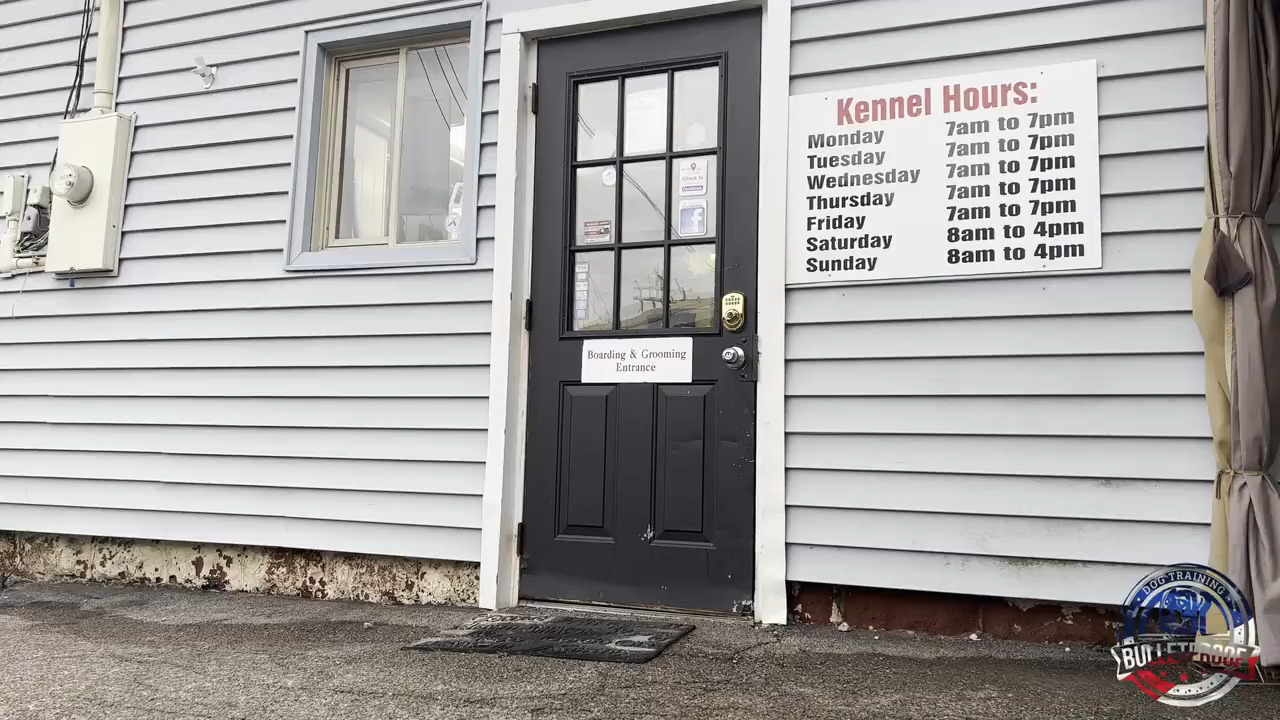 Kennel Hours:
Monday 7am to 7pm
Tuesday 7am to 7pm
Wednesday 7am to 7pm
Thursday 7am to 7pm
Friday 7am to 7pm
Saturday 8am to 4pm
Sunday 8am to 4pm
Boarding & Grooming
Entrance
f
DOG TRAINING
BULLETPROOF